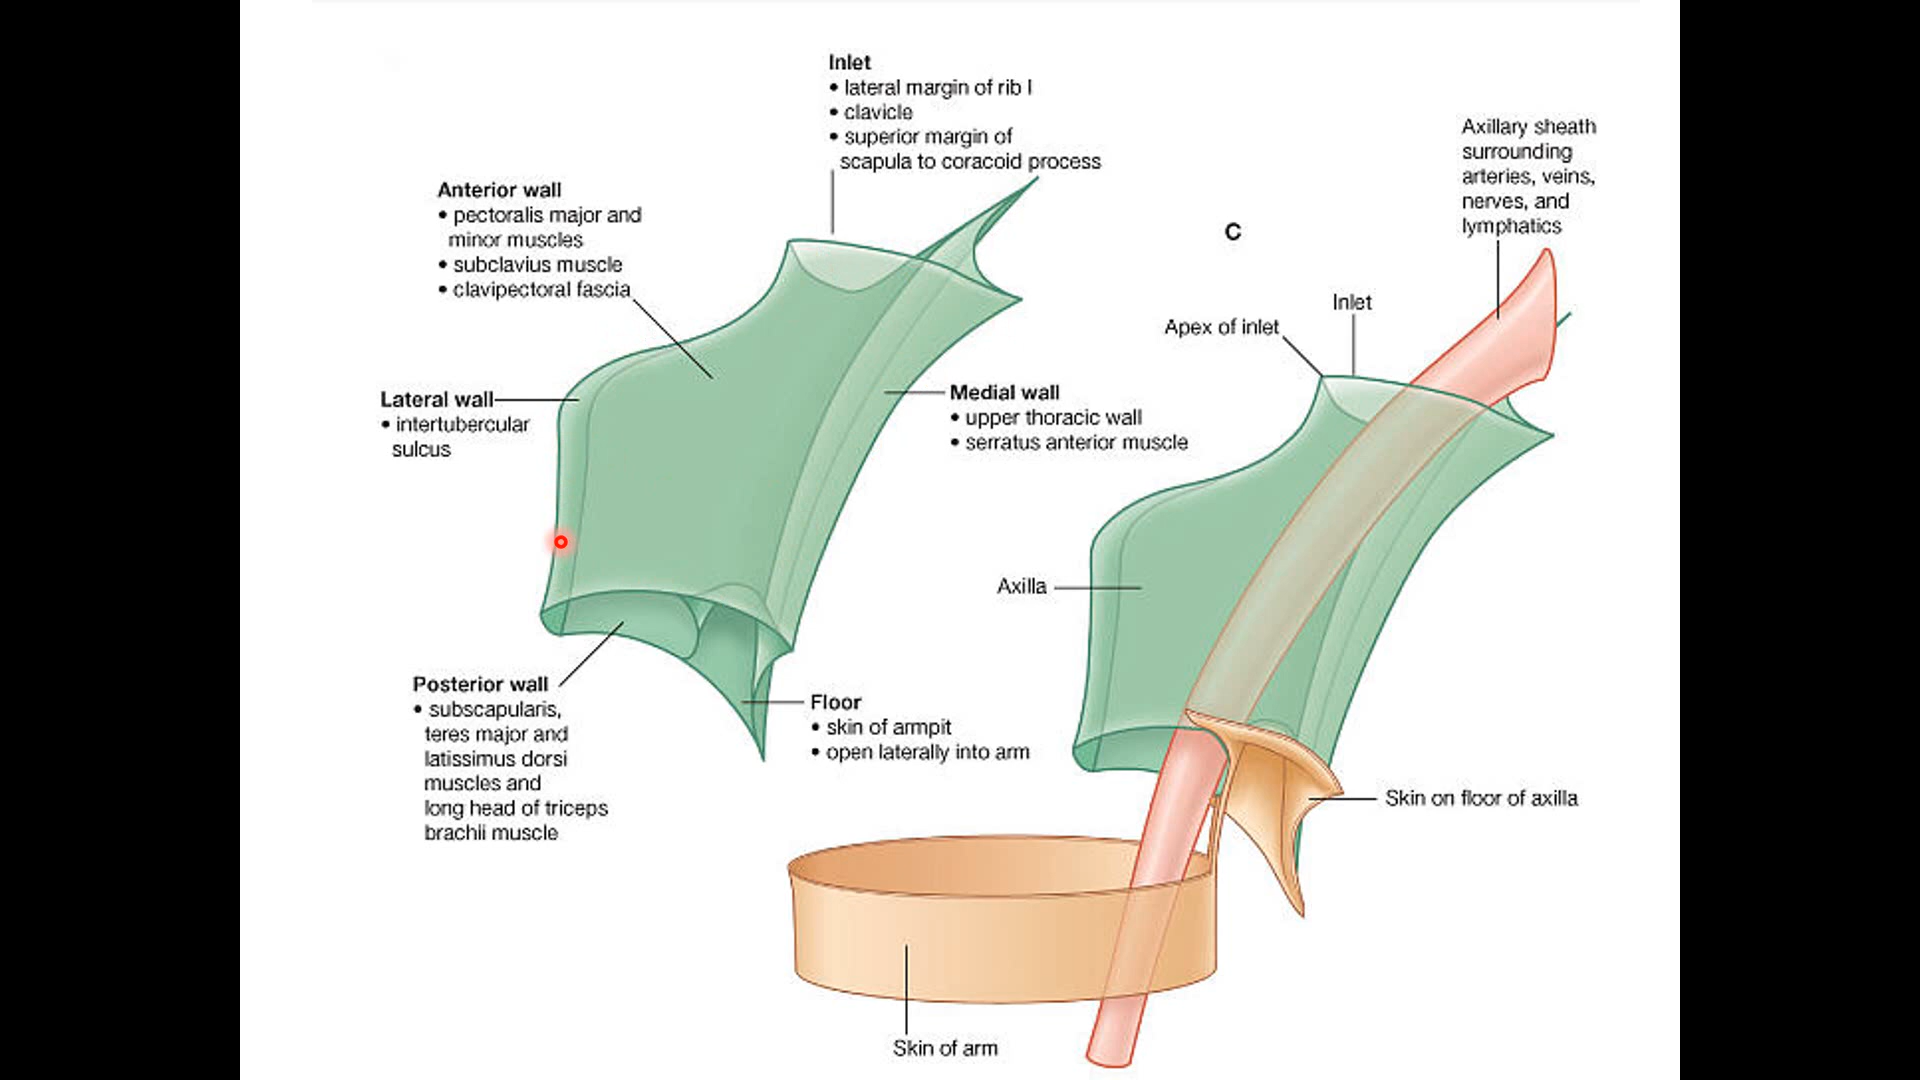 Inlet
• lateral margin of rib I
• clavicle
• superior margin of
scapula to coracoid process
Anterior wall
• pectoralis major and
minor muscles
• subclavius muscle
• clavipectoral fascia
Lateral wall
• intertubercular
sulcus
Medial wall
• upper thoracic wall
• serratus anterior muscle
Posterior wall
• subscapularis,
teres major and
latissimus dorsi
muscles and
long head of triceps
brachii muscle
Floor
• skin of armpit
• open laterally into arm
C
Axillary sheath
surrounding
arteries, veins,
nerves, and
lymphatics
Inlet
Apex of inlet
Axilla
Skin on floor of axilla
Skin of arm